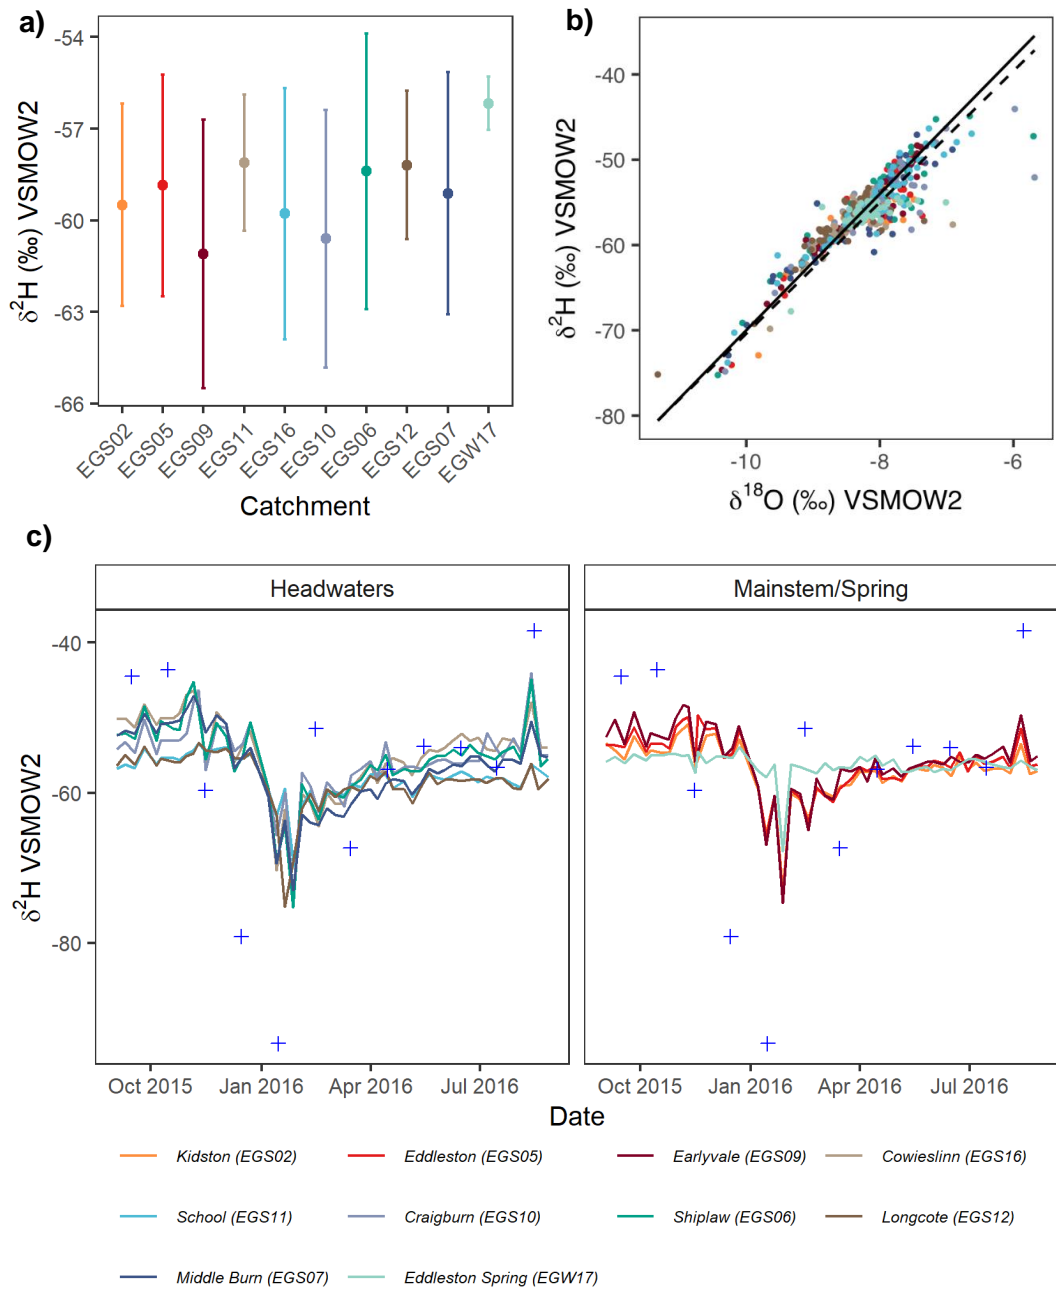 a)
-54
-57
-60
-63
-66
δ²H (‰) VSMOW2
EGS02
EGS05
EGS09
EGS11
EGS16
EGS10
EGS06
EGS12
EGS07
EGW17
Catchment
b)
-40
-50
-60
-70
-80
δ²H (‰) VSMOW2
-10
-8
-6
δ¹⁸O (‰) VSMOW2
c)
Headwaters
Mainstem/Spring
-40
-60
-80
δ²H VSMOW2
Oct 2015 Jan 2016 Apr 2016 Jul 2016
Oct 2015 Jan 2016 Apr 2016 Jul 2016
Date
Kidston (EGS02) Eddleston (EGS05) Earlyvale (EGS09) Cowieslinn (EGS16)
School (EGS11) Craigburn (EGS10) Shiplaw (EGS06) Longcote (EGS12)
Middle Burn (EGS07) Eddleston Spring (EGW17)